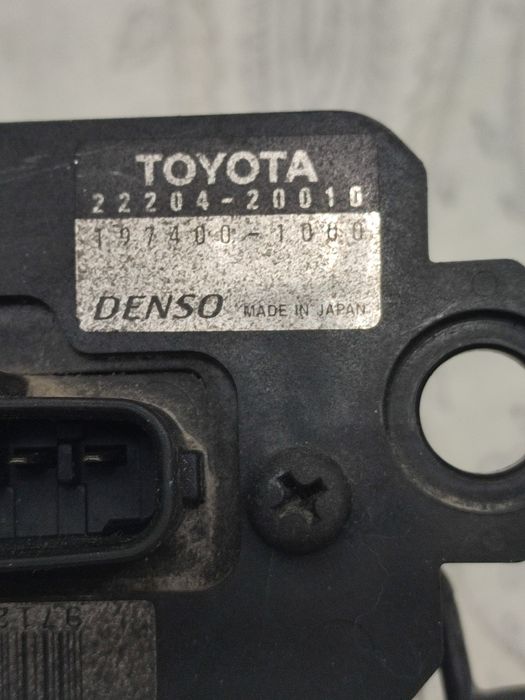 TOYOTA
22204-20010
197400-1060
DENSO MADE IN JAPAN